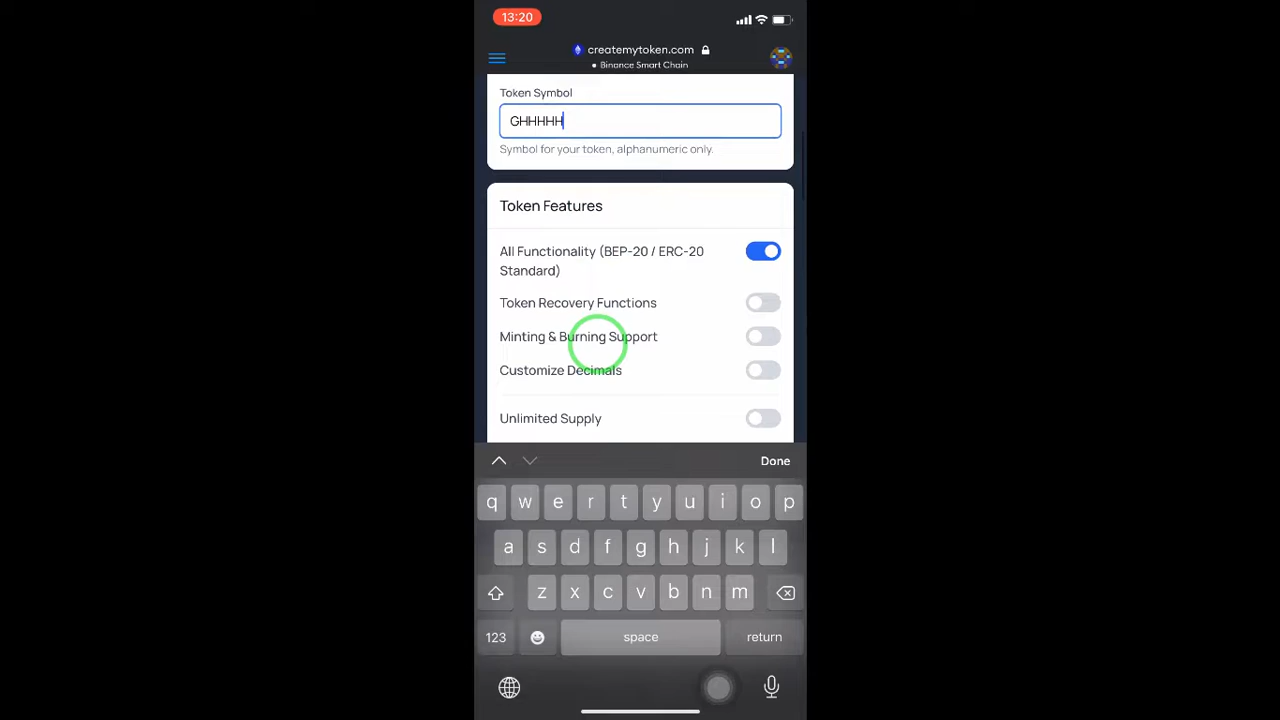 13:20
createmytoken.com
Binance Smart Chain
Token Symbol
GHHHHH
Symbol for your token, alphanumeric only.
Token Features
All Functionality (BEP-20 / ERC-20
Standard)
Token Recovery Functions
Minting & Burning Support
Customize Decimals
Unlimited Supply
Done
q w e r t y u i o p
a s d f g h j k l
z x c v b n m
123 space return